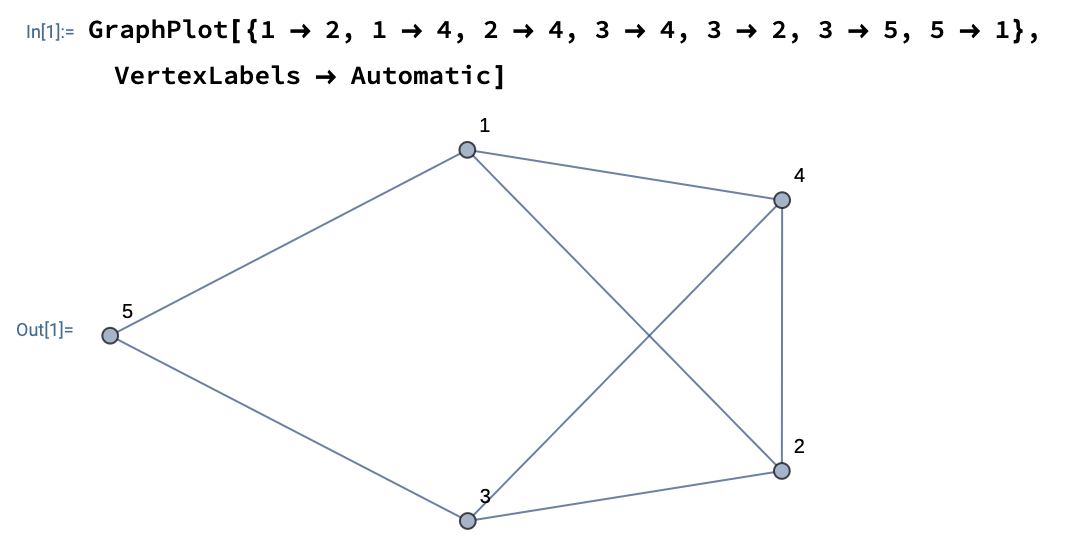 In[1]:= GraphPlot[{1 → 2, 1 → 4, 2 → 4, 3 → 4, 3 → 2, 3 → 5, 5 → 1},
VertexLabels → Automatic]
1
4
5
Out[1]=
2
3